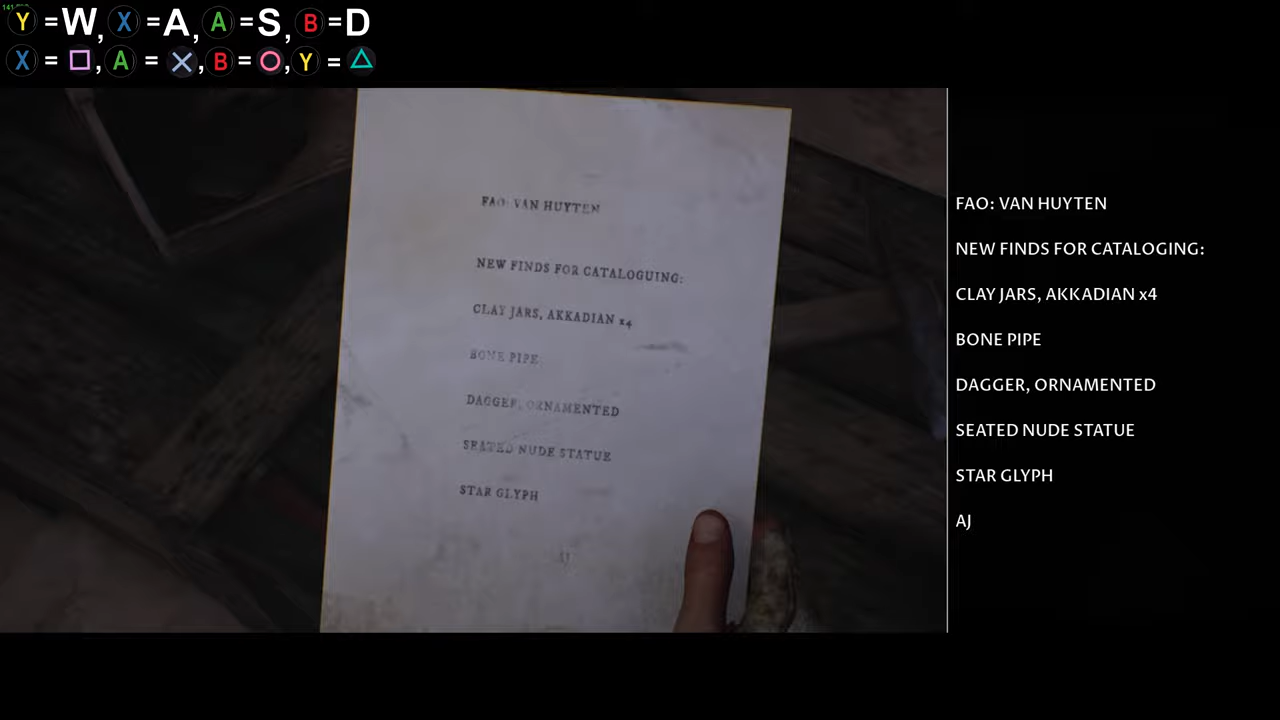 Y = W, X = A, A = S, B = D
X = □, A = ✕, B = ○, Y = △
FAO: VAN HUYTEN
NEW FINDS FOR CATALOGUING:
CLAY JARS, AKKADIAN x4
BONE PIPE
DAGGER, ORNAMENTED
SEATED NUDE STATUE
STAR GLYPH
AJ
FAO: VAN HUYTEN
NEW FINDS FOR CATALOGING:
CLAY JARS, AKKADIAN x4
BONE PIPE
DAGGER, ORNAMENTED
SEATED NUDE STATUE
STAR GLYPH
AJ